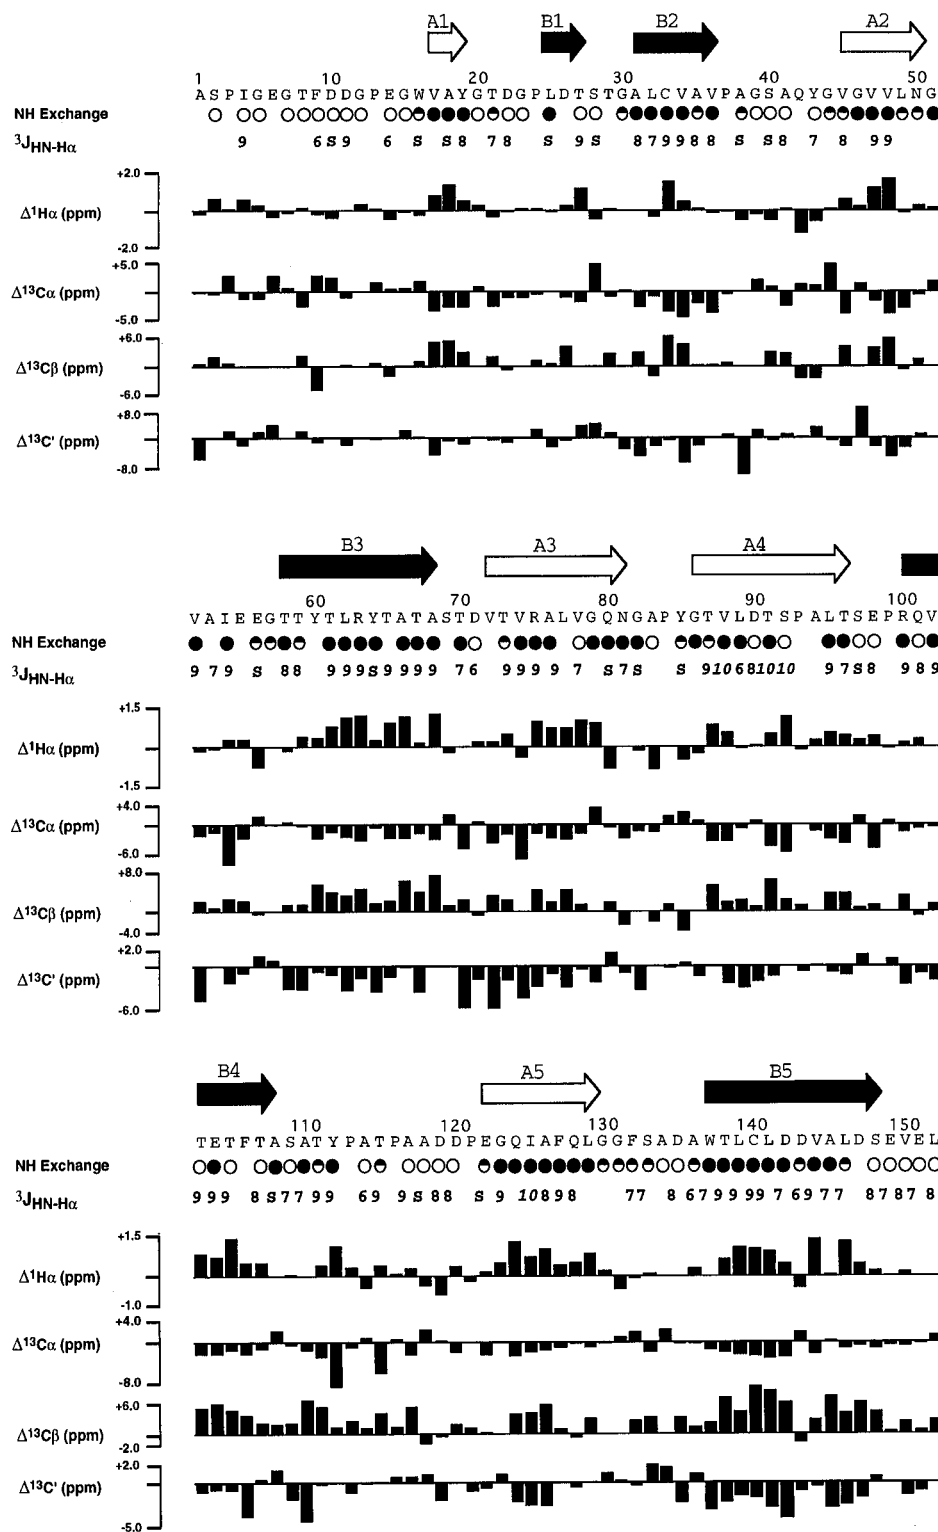 A1 B1 B2 A2
1 10 20 30 40 50
ASPIGEGTFDDGPEGWVAYGTDGPLDTSTGALCVAVPAGSAQYGVGVVLNG
NH Exchange
³JHN-Hα 9 6S9 6 S S8 78 S 9S 879988 S S8 7 8 99
+2.0
Δ¹Hα (ppm)
-2.0
+5.0
Δ¹³Cα (ppm)
-5.0
+6.0
Δ¹³Cβ (ppm)
-6.0
+8.0
Δ¹³C' (ppm)
-8.0
B3 A3 A4
60 70 80 90 100
VAIEEGTTYTLRYTATASTDVTVRALVGQNGAPYGTVLDTSPALTSEPRQV
NH Exchange
³JHN-Hα 979 S 88 999S9999 76 9999 7 S7S S 910681010 97S8 989
+1.5
Δ¹Hα (ppm)
-1.5
+4.0
Δ¹³Cα (ppm)
-6.0
+8.0
Δ¹³Cβ (ppm)
-4.0
+2.0
Δ¹³C' (ppm)
-6.0
B4 A5 B5
110 120 130 140 150
TETFTASATYPATPAADDPEGQIAFQLGGFSADAWTLCLDDVALDSEVEL
NH Exchange
³JHN-Hα 999 8S7799 69 9S88 S9 10898 77 8 67999976977 87878
+1.5
Δ¹Hα (ppm)
-1.0
+4.0
Δ¹³Cα (ppm)
-8.0
+6.0
Δ¹³Cβ (ppm)
-2.0
+2.0
Δ¹³C' (ppm)
-5.0